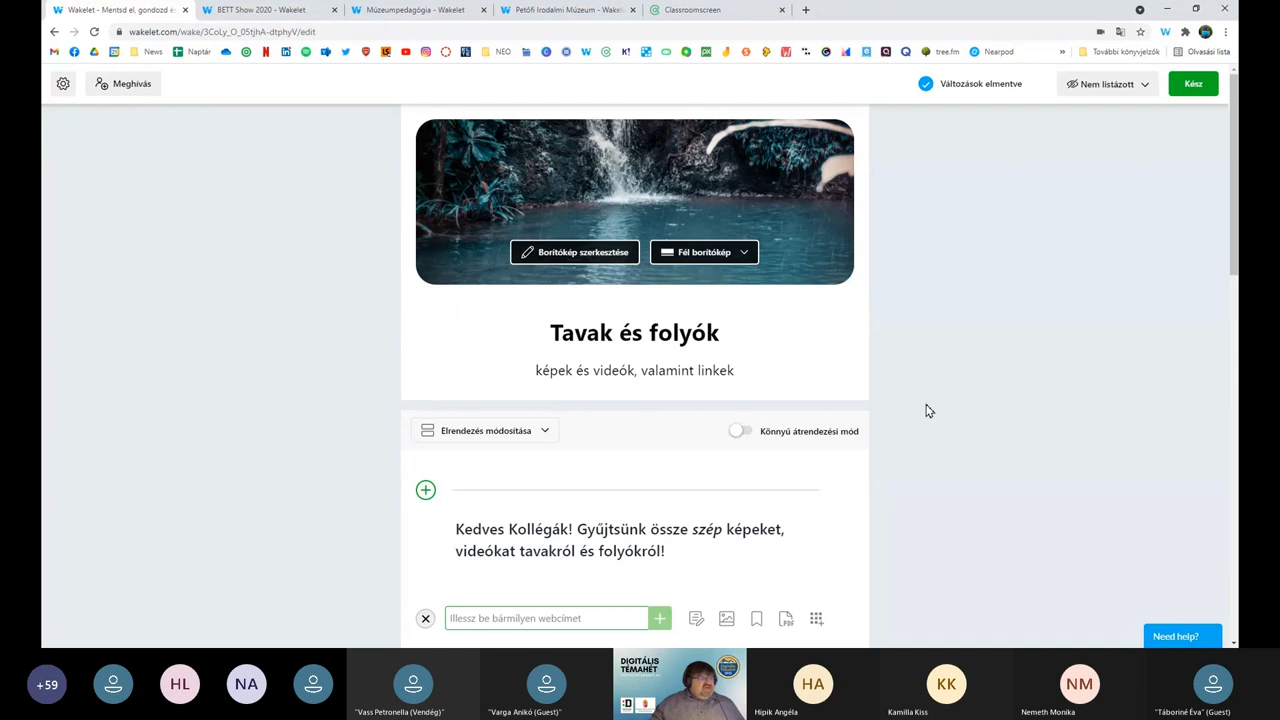 Wakelet - Mentsd el, gondozd és
BETT Show 2020 - Wakelet
Múzeumpedagógia - Wakelet
Petőfi Irodalmi Múzeum - Wakele
Classroomscreen
wakelet.com/wake/3CoLy_O_05tjhA-dtphyV/edit
News
Naptár
NEO
tree.fm
Nearpod
További könyvjelzők
Olvasási lista
Meghívás
Változások elmentve
Nem listázott
Kész
Borítókép szerkesztése
Fél borítókép
Tavak és folyók
képek és videók, valamint linkek
Elrendezés módosítása
Könnyű átrendezési mód
Kedves Kollégák! Gyűjtsünk össze szép képeket,
videókat tavakról és folyókról!
Illessz be bármilyen webcímet
PDF
Need help?
+59
HL
NA
"Vass Petronella (Vendég)"
"Varga Anikó (Guest)"
DIGITÁLIS
TÉMAHÉT
HA
Hipik Angéla
KK
Kamilla Kiss
NM
Nemeth Monika
"Táboriné Éva" (Guest)